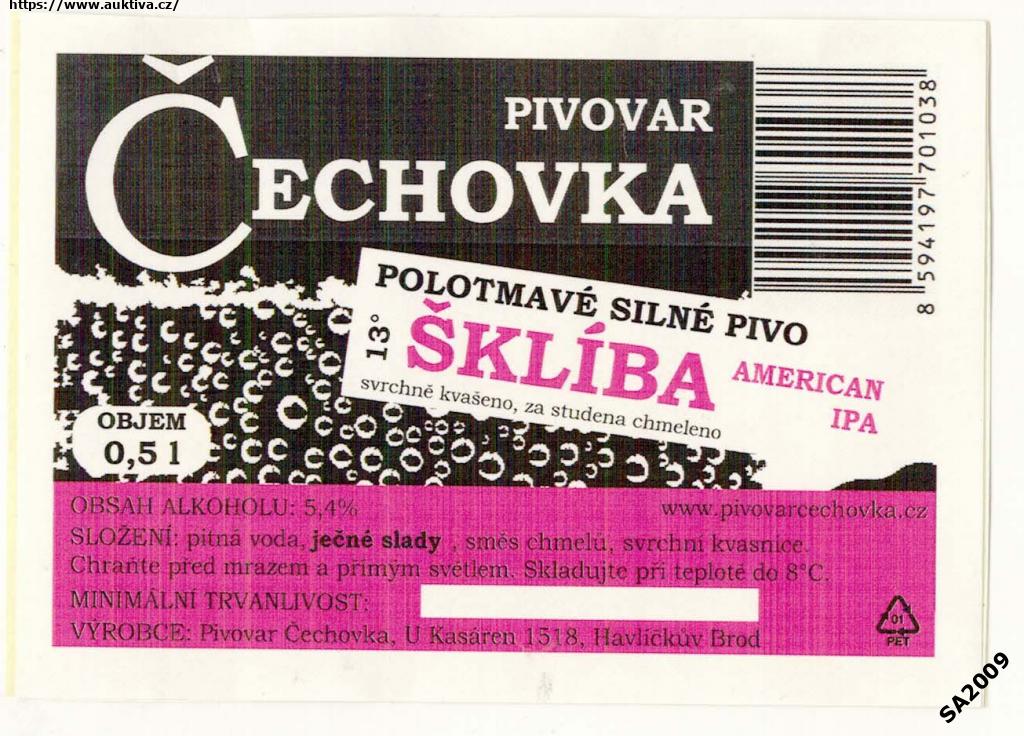 https://www.auktiva.cz/
PIVOVAR
ČECHOVKA
8 594197 701038
POLOTMAVÉ SILNÉ PIVO
13°
ŠKLÍBA
AMERICAN
IPA
svrchně kvašeno, za studena chmeleno
OBJEM
0,5 l
OBSAH ALKOHOLU: 5,4%
www.pivovarcechovka.cz
SLOŽENÍ: pitná voda, ječné slady , směs chmelů, svrchní kvasnice.
Chraňte před mrazem a přímým světlem. Skladujte při teplotě do 8°C.
MINIMÁLNÍ TRVANLIVOST:
VÝROBCE: Pivovar Čechovka, U Kasáren 1518, Havlíčkův Brod
01
PET
SA2009